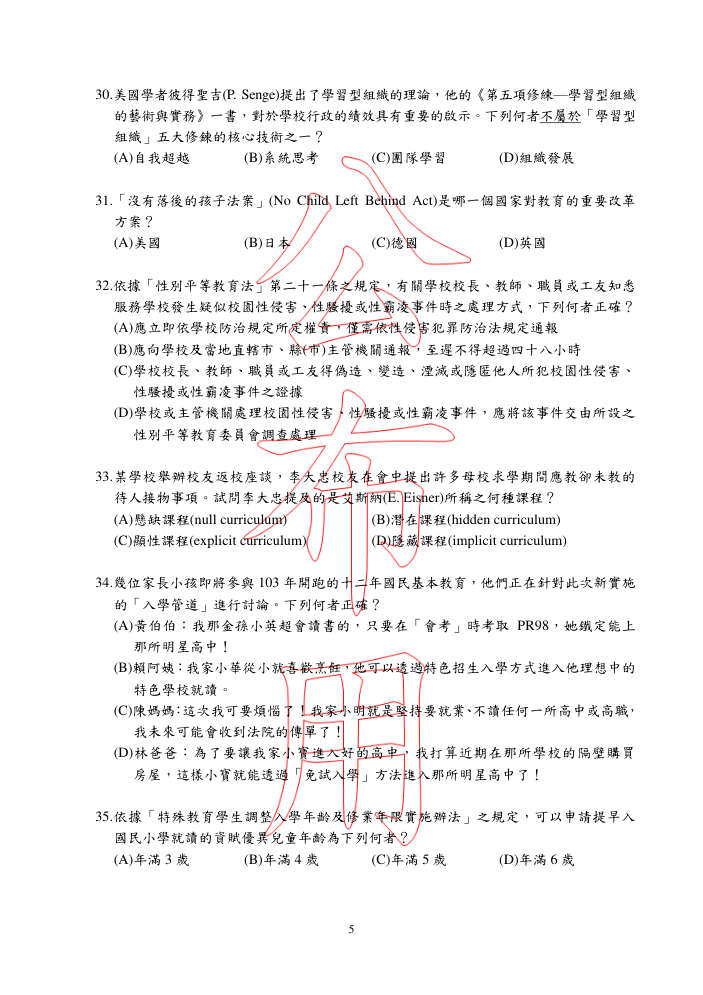 30.美國學者彼得聖吉(P. Senge)提出了學習型組織的理論，他的《第五項修練—學習型組織
的藝術與實務》一書，對於學校行政的績效具有重要的啟示。下列何者不屬於「學習型
組織」五大修鍊的核心技術之一？
(A)自我超越 (B)系統思考 (C)團隊學習 (D)組織發展
31.「沒有落後的孩子法案」(No Child Left Behind Act)是哪一個國家對教育的重要改革
方案？
(A)美國 (B)日本 (C)德國 (D)英國
32.依據「性別平等教育法」第二十一條之規定，有關學校校長、教師、職員或工友知悉
服務學校發生疑似校園性侵害、性騷擾或性霸凌事件時之處理方式，下列何者正確？
(A)應立即依學校防治規定所定權責，僅需依性侵害犯罪防治法規定通報
(B)應向學校及當地直轄市、縣(市)主管機關通報，至遲不得超過四十八小時
(C)學校校長、教師、職員或工友得偽造、變造、湮滅或隱匿他人所犯校園性侵害、
性騷擾或性霸凌事件之證據
(D)學校或主管機關處理校園性侵害、性騷擾或性霸凌事件，應將該事件交由所設之
性別平等教育委員會調查處理
33.某學校舉辦校友返校座談，李大忠校友在會中提出許多母校求學期間應教卻未教的
待人接物事項。試問李大忠提及的是艾斯納(E. Eisner)所稱之何種課程？
(A)懸缺課程(null curriculum) (B)潛在課程(hidden curriculum)
(C)顯性課程(explicit curriculum) (D)隱藏課程(implicit curriculum)
34.幾位家長小孩即將參與 103 年開跑的十二年國民基本教育，他們正在針對此次新實施
的「入學管道」進行討論。下列何者正確？
(A)黃伯伯：我那金孫小英超會讀書的，只要在「會考」時考取 PR98，她鐵定能上
那所明星高中！
(B)賴阿姨：我家小華從小就喜歡烹飪，他可以透過特色招生入學方式進入他理想中的
特色學校就讀。
(C)陳媽媽：這次我可要煩惱了！我家小明就是堅持要就業、不讀任何一所高中或高職，
我未來可能會收到法院的傳單了！
(D)林爸爸：為了要讓我家小寶進入好的高中，我打算近期在那所學校的隔壁購買
房屋，這樣小寶就能透過「免試入學」方法進入那所明星高中了！
35.依據「特殊教育學生調整入學年齡及修業年限實施辦法」之規定，可以申請提早入
國民小學就讀的資賦優異兒童年齡為下列何者？
(A)年滿 3 歲 (B)年滿 4 歲 (C)年滿 5 歲 (D)年滿 6 歲
公布用
5